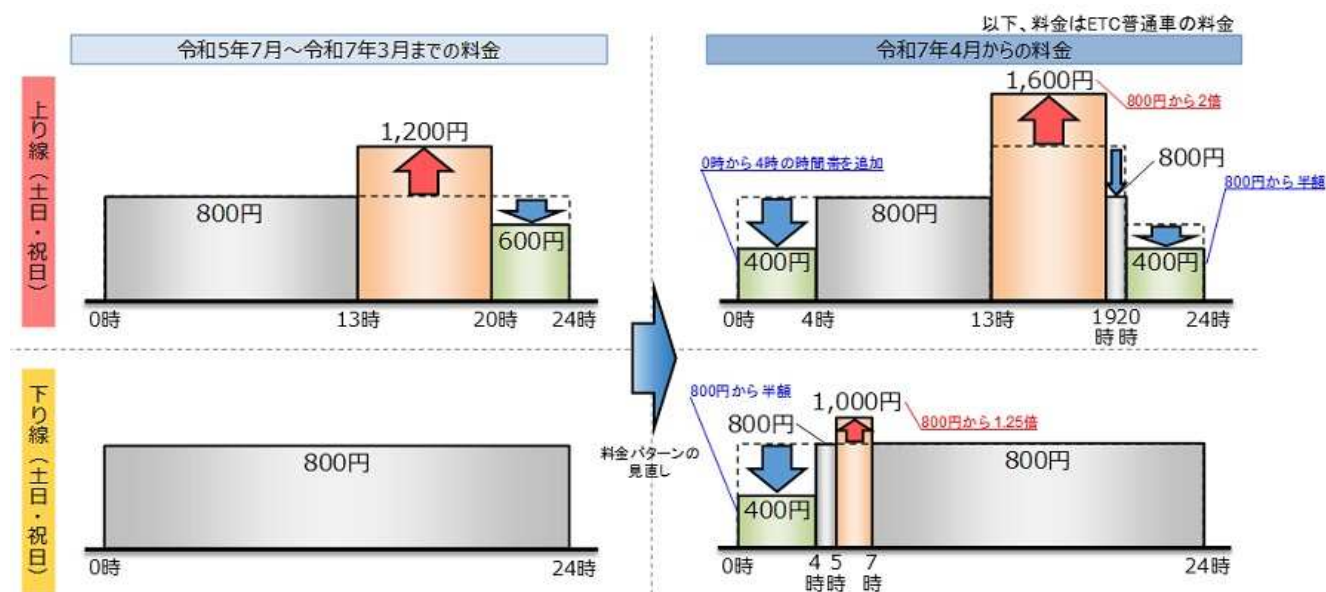 以下、料金はETC普通車の料金
令和5年7月～令和7年3月までの料金
令和7年4月からの料金
上り線（土日・祝日）
800円
1,200円
600円
0時
13時
20時
24時
0時から4時の時間帯を追加
400円
800円
1,600円
800円から2倍
800円
800円から半額
400円
0時
4時
13時
19時
20時
24時
料金パターンの
見直し
下り線（土日・祝日）
800円
0時
24時
800円から半額
400円
800円
1,000円
800円から1.25倍
800円
0時
4時
5時
7時
24時